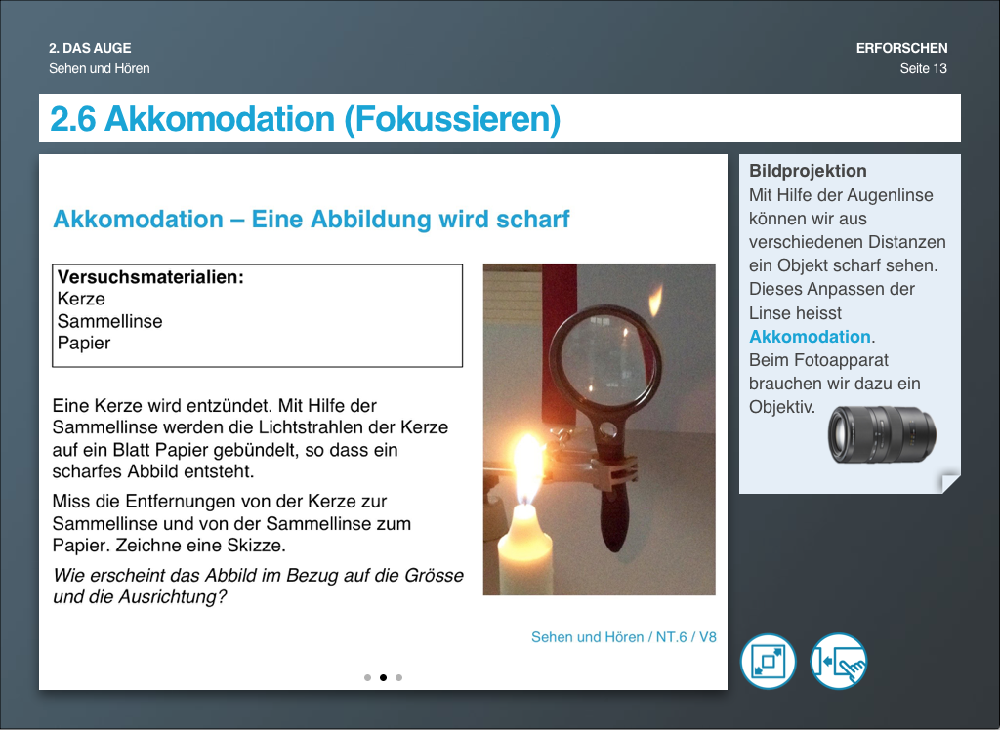 2. DAS AUGE
Sehen und Hören
ERFORSCHEN
Seite 13
2.6 Akkomodation (Fokussieren)
Akkomodation – Eine Abbildung wird scharf
Versuchsmaterialien:
Kerze
Sammellinse
Papier
Eine Kerze wird entzündet. Mit Hilfe der
Sammellinse werden die Lichtstrahlen der Kerze
auf ein Blatt Papier gebündelt, so dass ein
scharfes Abbild entsteht.
Miss die Entfernungen von der Kerze zur
Sammellinse und von der Sammellinse zum
Papier. Zeichne eine Skizze.
Wie erscheint das Abbild im Bezug auf die Grösse
und die Ausrichtung?
Sehen und Hören / NT.6 / V8
Bildprojektion
Mit Hilfe der Augenlinse
können wir aus
verschiedenen Distanzen
ein Objekt scharf sehen.
Dieses Anpassen der
Linse heisst
Akkomodation.
Beim Fotoapparat
brauchen wir dazu ein
Objektiv.